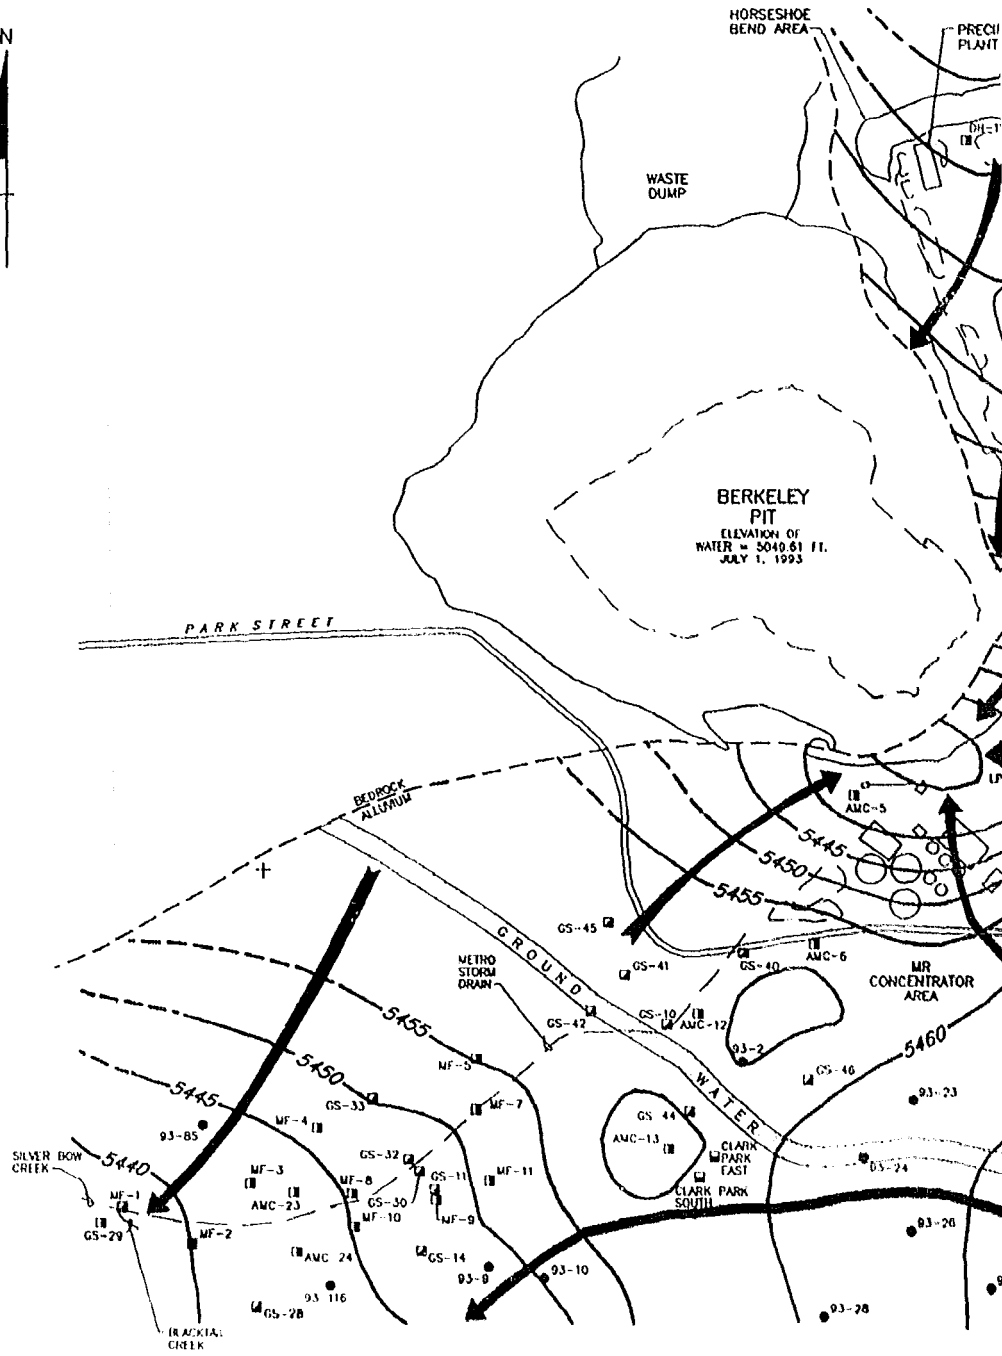 N
HORSESHOE
BEND AREA
PLANT
WASTE
DUMP
BERKELEY
PIT
ELEVATION OF
WATER = 5040.61 FT.
JULY 1, 1993
PARK STREET
BEDROCK
ALLUVIUM
AMC-5
5445
5450
5455
GS-45
GROUND
METRO
STORM
DRAIN
GS-41
GS-40
AMC-6
MR
CONCENTRATOR
AREA
GS-42
GS-10
AMC-12
5455
5460
93-2
MF-5
5450
GS-46
WATER
93-23
5445
GS-33
MF-7
GS-44
93-85
MF-4
AMC-13
CLARK
PARK
EAST
SILVER BOW
CREEK
5440
GS-32
93-24
MF-3
MF-8
GS-11
MF-11
CLARK PARK
SOUTH
MF-1
AMC-23
GS-30
MF-9
GS-29
MF-2
MF-10
93-26
AMC 24
GS-14
93-9
93-10
93 116
GS-28
93-28
BLACKTAIL
CREEK